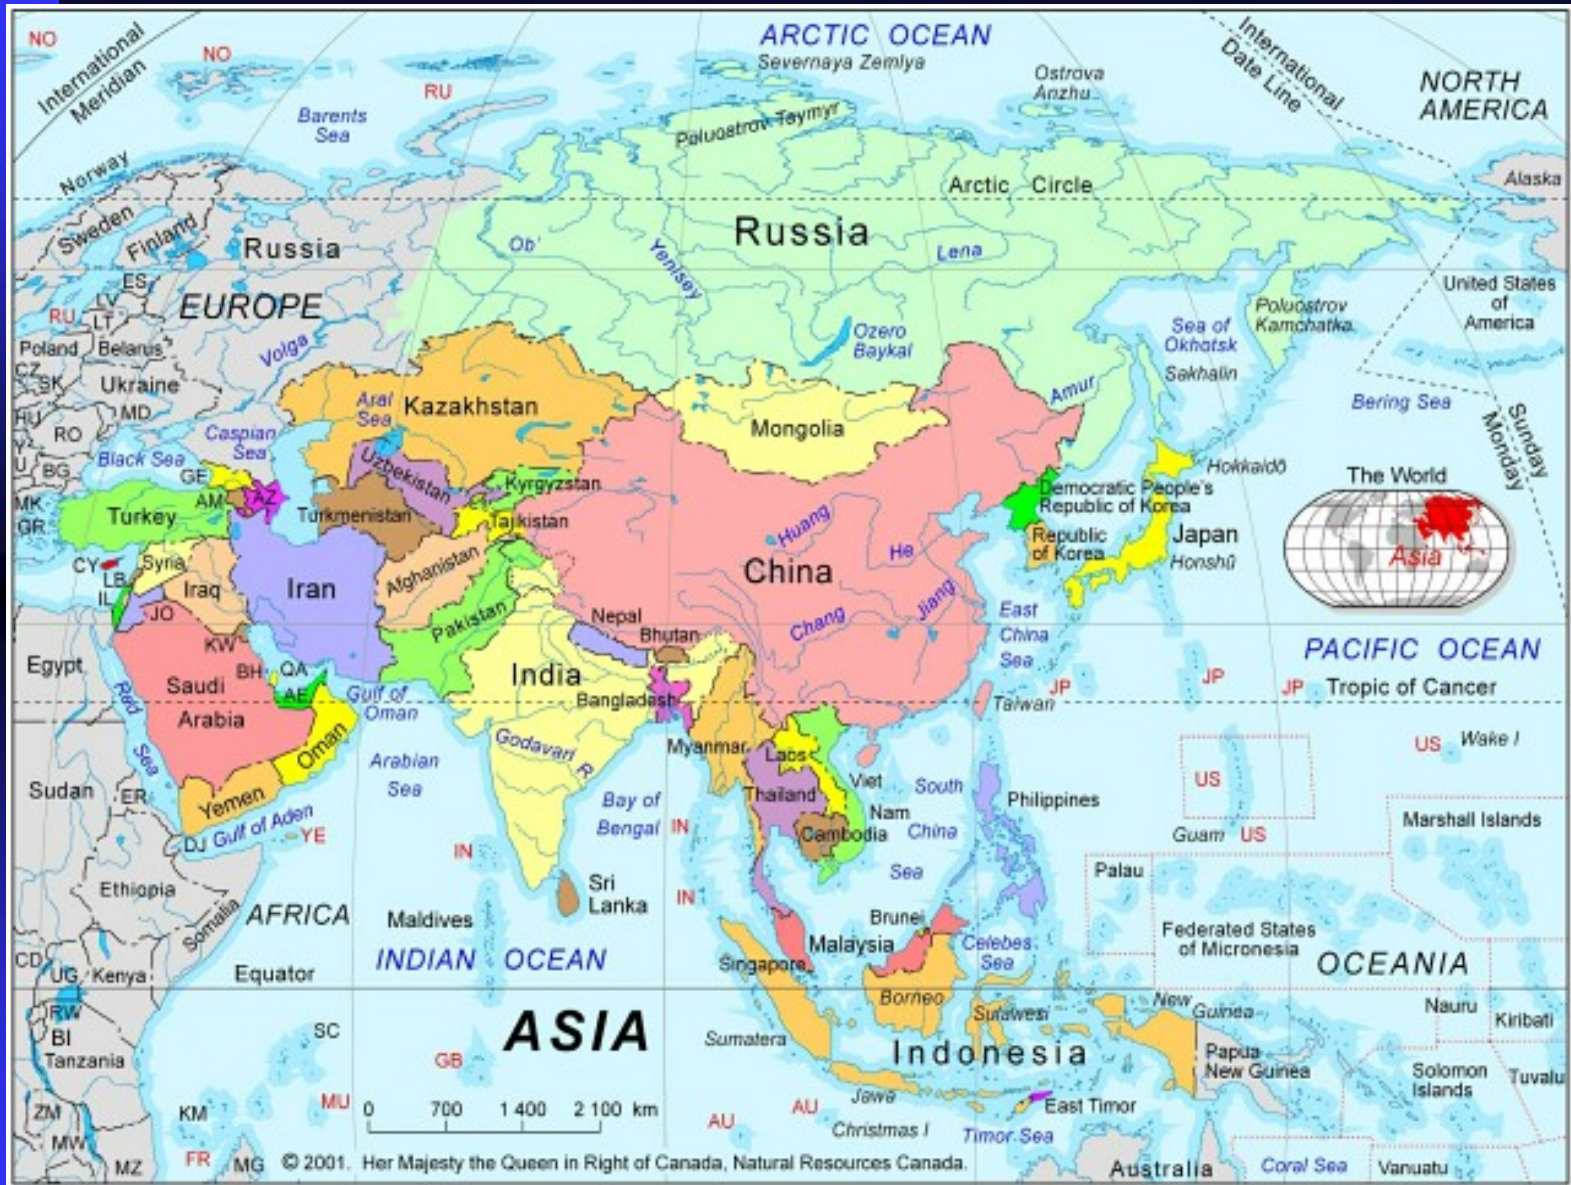 NO
International
Meridian
NO
RU
Barents
Sea
ARCTIC OCEAN
Severnaya Zemlya
Ostrova
Anzhu
International
Date Line
NORTH
AMERICA
Poluostrov Taymyr
Norway
Sweden
Finland
Russia
Arctic Circle
Alaska
Russia
Ob'
Yenisey
Lena
ES
LV
LT
RU
EUROPE
Poland
Belarus
Volga
CZ
SK
Ukraine
HU
MD
RO
BG
MK
GR
Ozero
Baykal
Sea of
Okhotsk
Poluostrov
Kamchatka
United States
of
America
Sakhalin
Amur
Bering Sea
Sunday
Monday
Aral
Sea
Kazakhstan
Mongolia
Caspian
Sea
Black Sea
GE
AM
AZ
Uzbekistan
Kyrgyzstan
Turkey
Turkmenistan
Tajikistan
Hokkaidō
Democratic People's
Republic of Korea
Republic
of Korea
Japan
Honshū
The World
Asia
CY
LB
IL
Syria
Iraq
JO
Iran
Afghanistan
Pakistan
China
Huang
He
Chang
Jiang
KW
Nepal
Bhutan
East
China
Sea
PACIFIC OCEAN
Egypt
Red
Sea
Saudi
Arabia
BH
QA
AE
Gulf of
Oman
India
Bangladesh
JP
JP
JP
Tropic of Cancer
Taiwan
Oman
Godavari R
Myanmar
Laos
Arabian
Sea
US
Wake I
US
Sudan
ER
Yemen
Gulf of Aden
DJ
YE
Bay of
Bengal
IN
IN
IN
Thailand
Viet
Nam
Cambodia
South
China
Sea
Philippines
Guam
US
Marshall Islands
Palau
Ethiopia
Somalia
AFRICA
Maldives
Sri
Lanka
Brunei
Malaysia
Celebes
Sea
Federated States
of Micronesia
CD
UG
Kenya
Equator
INDIAN OCEAN
Singapore
OCEANIA
RW
BI
Tanzania
SC
ASIA
Sumatera
Borneo
Sulawesi
New
Guinea
Nauru
Kiribati
GB
Indonesia
Papua
New Guinea
Solomon
Islands
Tuvalu
ZM
KM
MU
0 700 1 400 2 100 km
AU
AU
Jawa
East Timor
Christmas I
Timor Sea
MW
MZ
FR
MG
© 2001. Her Majesty the Queen in Right of Canada, Natural Resources Canada.
Australia
Coral Sea
Vanuatu